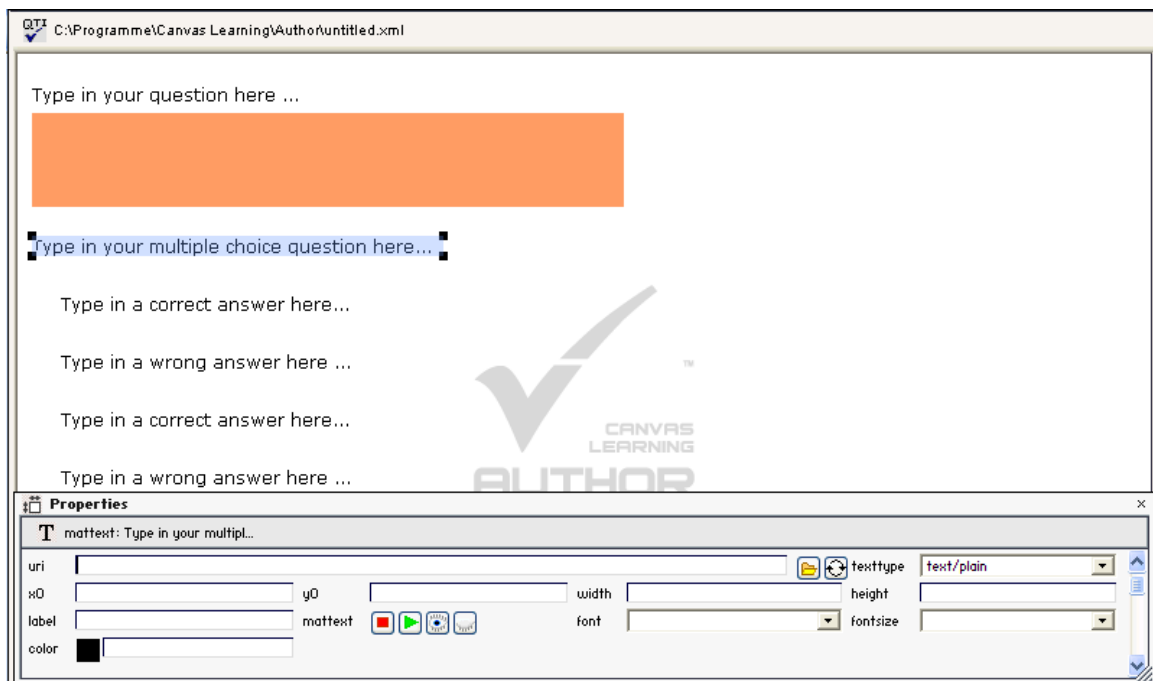 QTI C:\Programme\Canvas Learning\Author\untitled.xml
Type in your question here ...
Type in your multiple choice question here...
Type in a correct answer here...
Type in a wrong answer here ...
Type in a correct answer here...
Type in a wrong answer here ...
TM
CANVAS
LEARNING
AUTHOR
Properties
T mattext: Type in your multipl...
uri texttype text/plain
x0 y0 width height
label mattext font fontsize
color